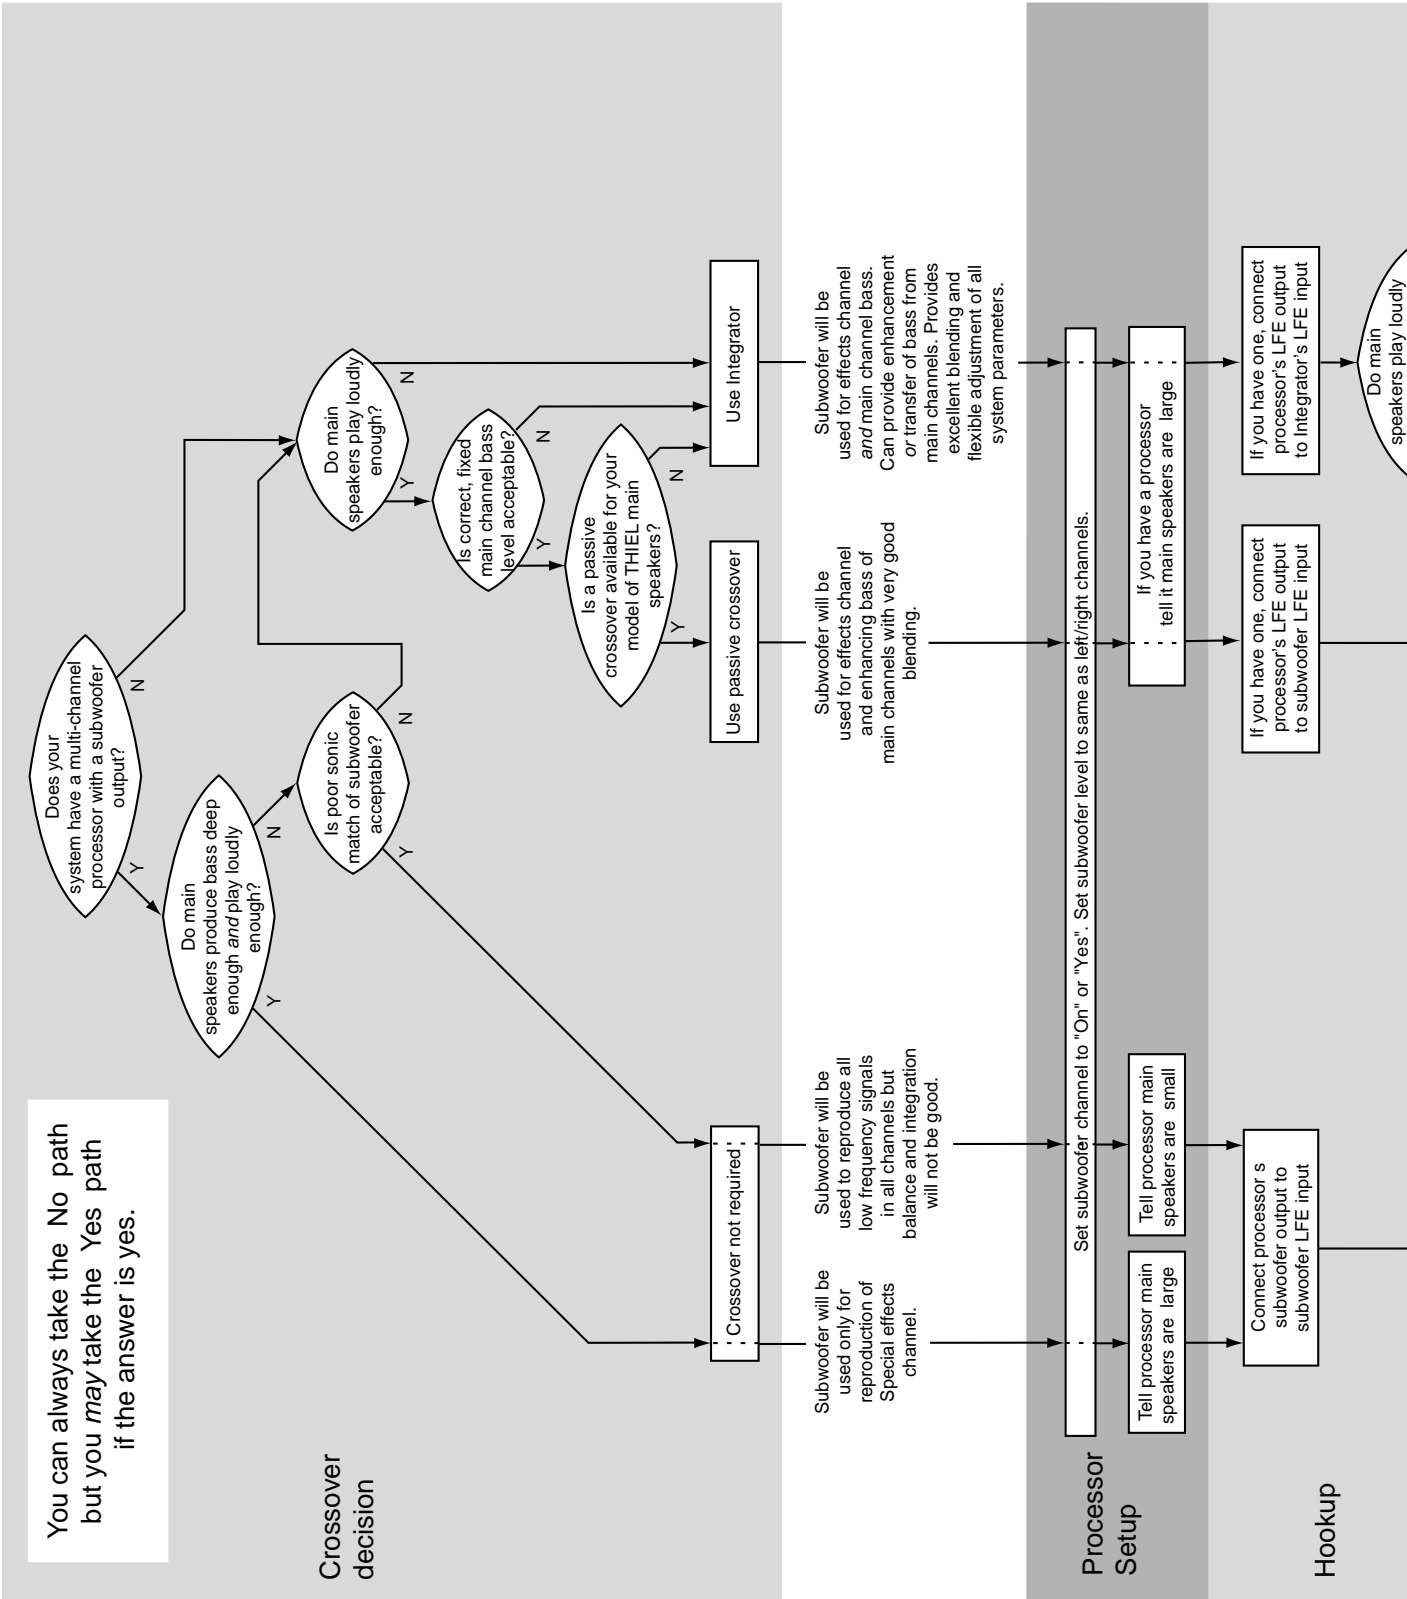 You can always take the No path
but you may take the Yes path
if the answer is yes.
Crossover
decision
Does your
system have a multi-channel
processor with a subwoofer
output?
Y
N
Do main
speakers produce bass deep
enough and play loudly
enough?
Y
N
Is poor sonic
match of subwoofer
acceptable?
Y
N
Do main
speakers play loudly
enough?
Y
N
Is correct, fixed
main channel bass
level acceptable?
Y
N
Is a passive
crossover available for your
model of THIEL main
speakers?
Y
N
Crossover not required
Use passive crossover
Use Integrator
Subwoofer will be
used only for
reproduction of
Special effects
channel.
Subwoofer will be
used to reproduce all
low frequency signals
in all channels but
balance and integration
will not be good.
Subwoofer will be
used for effects channel
and enhancing bass of
main channels with very good
blending.
Subwoofer will be
used for effects channel
and main channel bass.
Can provide enhancement
or transfer of bass from
main channels. Provides
excellent blending and
flexible adjustment of all
system parameters.
Processor
Setup
Set subwoofer channel to "On" or "Yes". Set subwoofer level to same as left/right channels.
Tell processor main
speakers are large
Tell processor main
speakers are small
If you have a processor
tell it main speakers are large
Hookup
Connect processor s
subwoofer output to
subwoofer LFE input
If you have one, connect
processor's LFE output
to subwoofer LFE input
If you have one, connect
processor's LFE output
to Integrator's LFE input
Do main
speakers play loudly